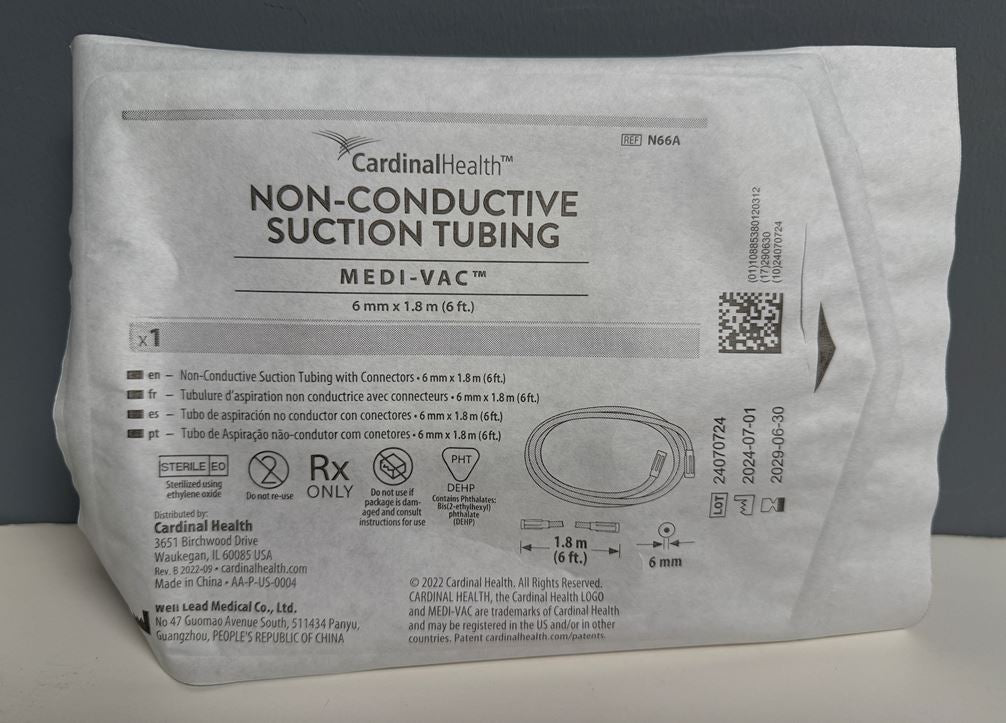 CardinalHealth™
REF N66A
NON-CONDUCTIVE
SUCTION TUBING
MEDI-VAC™
6 mm x 1.8 m (6 ft.)
x1
(01)10885380120312
(17)290630
(10)24070724
en – Non-Conductive Suction Tubing with Connectors • 6 mm x 1.8 m (6ft.)
fr – Tubulure d'aspiration non conductrice avec connecteurs • 6 mm x 1.8 m (6ft.)
es – Tubo de aspiración no conductor con conectores • 6 mm x 1.8 m (6ft.)
pt – Tubo de Aspiração não-condutor com conetores • 6 mm x 1.8 m (6ft.)
STERILE EO
Sterilized using
ethylene oxide
2
Do not re-use
Rx
ONLY
Do not use if
package is dam-
aged and consult
instructions for use
PHT
DEHP
Contains Phthalates:
Bis(2-ethylhexyl)
phthalate
(DEHP)
1.8 m
(6 ft.)
6 mm
LOT 24070724
2024-07-01
2029-06-30
Distributed by:
Cardinal Health
3651 Birchwood Drive
Waukegan, IL 60085 USA
Rev. B 2022-09 • cardinalhealth.com
Made in China • AA-P-US-0004
Well Lead Medical Co., Ltd.
No 47 Guomao Avenue South, 511434 Panyu,
Guangzhou, PEOPLE'S REPUBLIC OF CHINA
© 2022 Cardinal Health. All Rights Reserved.
CARDINAL HEALTH, the Cardinal Health LOGO
and MEDI-VAC are trademarks of Cardinal Health
and may be registered in the US and/or in other
countries. Patent cardinalhealth.com/patents.